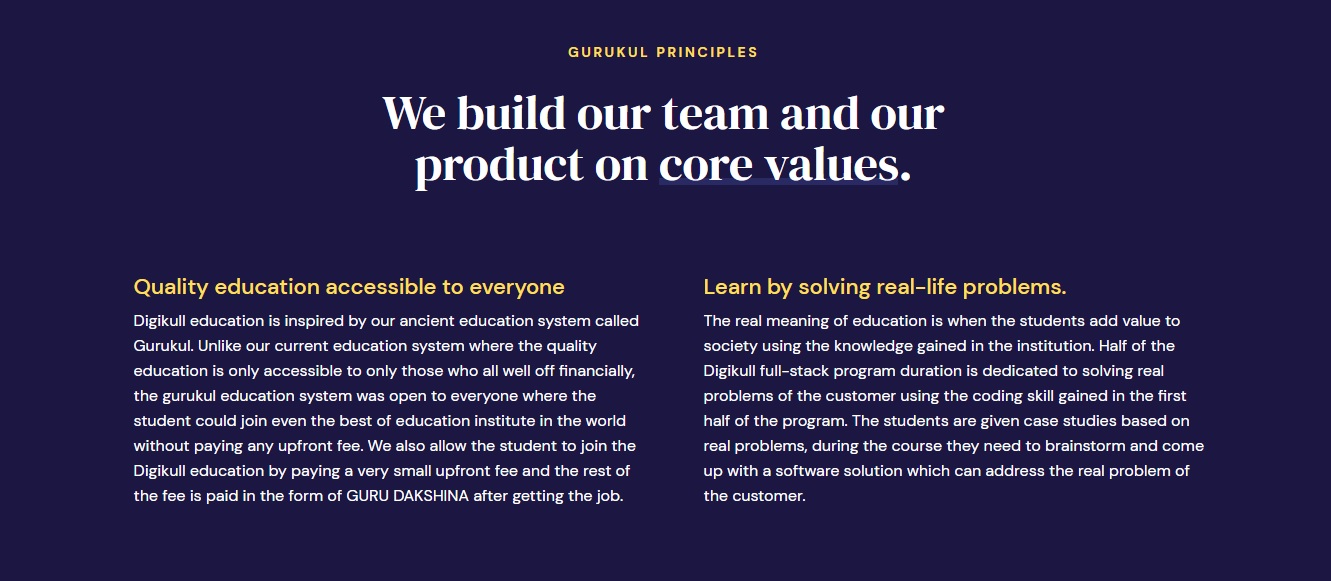 GURUKUL PRINCIPLES
We build our team and our
product on core values.
Quality education accessible to everyone
Digikull education is inspired by our ancient education system called
Gurukul. Unlike our current education system where the quality
education is only accessible to only those who all well off financially,
the gurukul education system was open to everyone where the
student could join even the best of education institute in the world
without paying any upfront fee. We also allow the student to join the
Digikull education by paying a very small upfront fee and the rest of
the fee is paid in the form of GURU DAKSHINA after getting the job.
Learn by solving real-life problems.
The real meaning of education is when the students add value to
society using the knowledge gained in the institution. Half of the
Digikull full-stack program duration is dedicated to solving real
problems of the customer using the coding skill gained in the first
half of the program. The students are given case studies based on
real problems, during the course they need to brainstorm and come
up with a software solution which can address the real problem of
the customer.